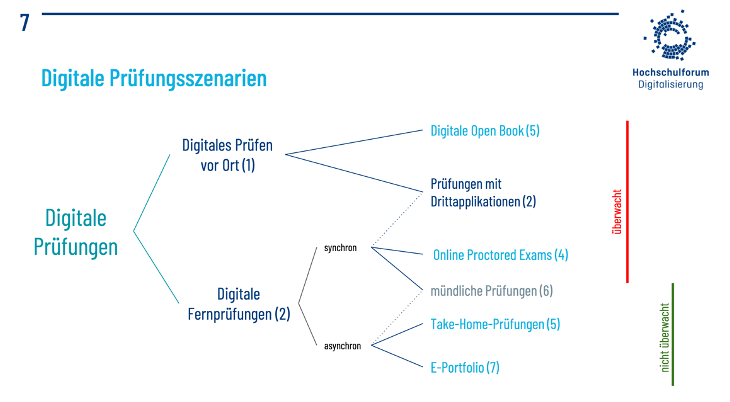 7
Hochschulforum
Digitalisierung
Digitale Prüfungsszenarien
Digitale
Prüfungen
Digitales Prüfen
vor Ort (1)
Digitale
Fernprüfungen (2)
synchron
asynchron
Digitale Open Book (5)
Prüfungen mit
Drittapplikationen (2)
Online Proctored Exams (4)
mündliche Prüfungen (6)
Take-Home-Prüfungen (5)
E-Portfolio (7)
überwacht
nicht überwacht